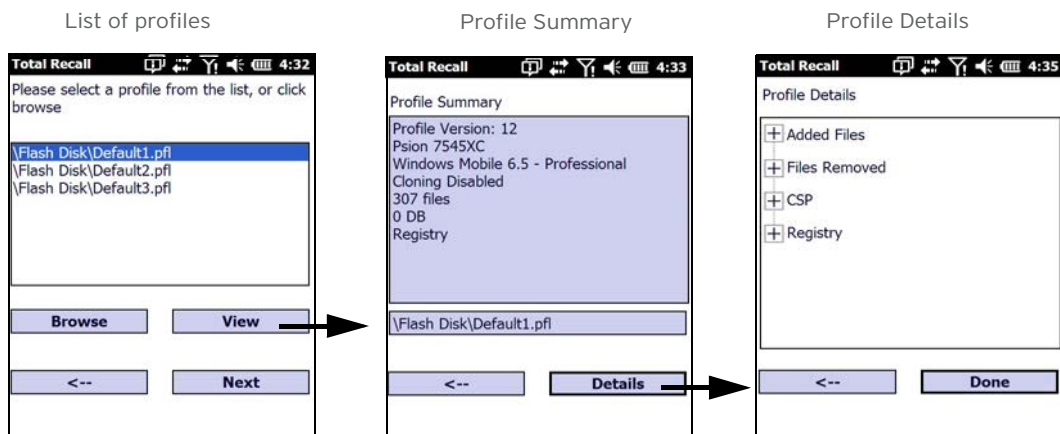 List of profiles
Total Recall 4:32
Please select a profile from the list, or click
browse
\Flash Disk\Default1.pfl
\Flash Disk\Default2.pfl
\Flash Disk\Default3.pfl
Browse View
<-- Next
Profile Summary
Total Recall 4:33
Profile Summary
Profile Version: 12
Psion 7545XC
Windows Mobile 6.5 - Professional
Cloning Disabled
307 files
0 DB
Registry
\Flash Disk\Default1.pfl
<-- Details
Profile Details
Total Recall 4:35
Profile Details
Added Files
Files Removed
CSP
Registry
<-- Done